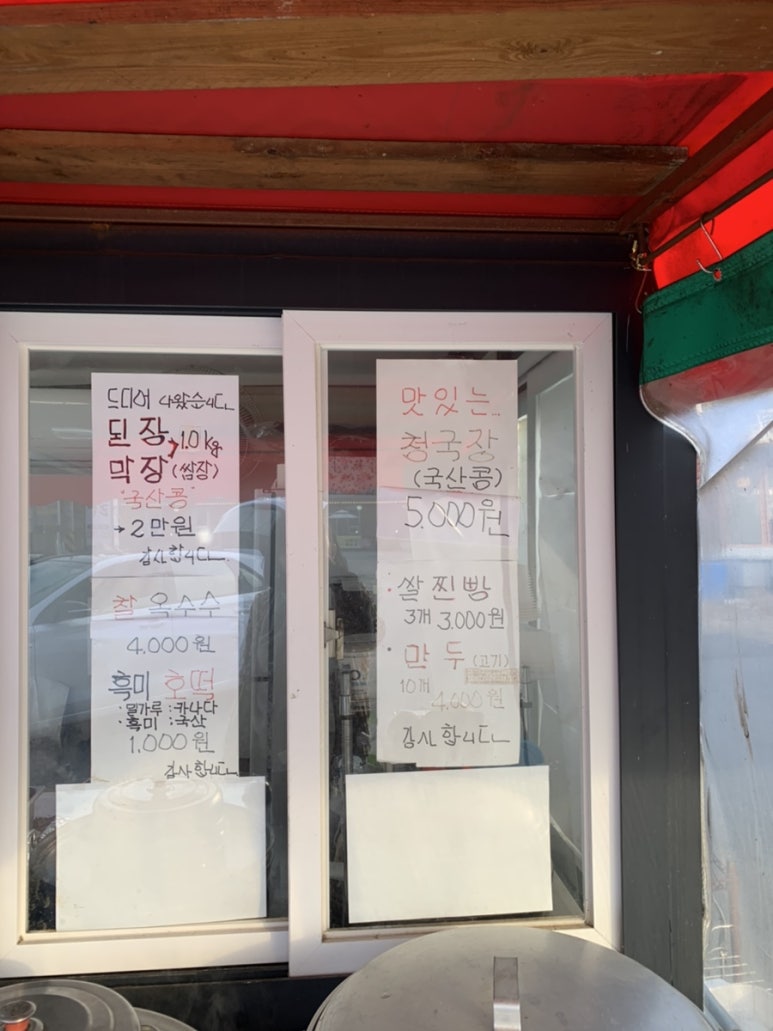 드디어 나왔습니다
된장
막장 → 1.0 kg
(쌈장)
"국산콩"
→ 2만원
감사합니다
찰 옥수수
4,000원
흑미 호떡
·밀가루 : 카나다
·흑미 : 국산
1,000원
감사합니다
맛있는..
청국장
(국산콩)
5,000원
·쌀찐빵
3개 3,000원
·만두 (고기)
10개
4,000원
감사합니다